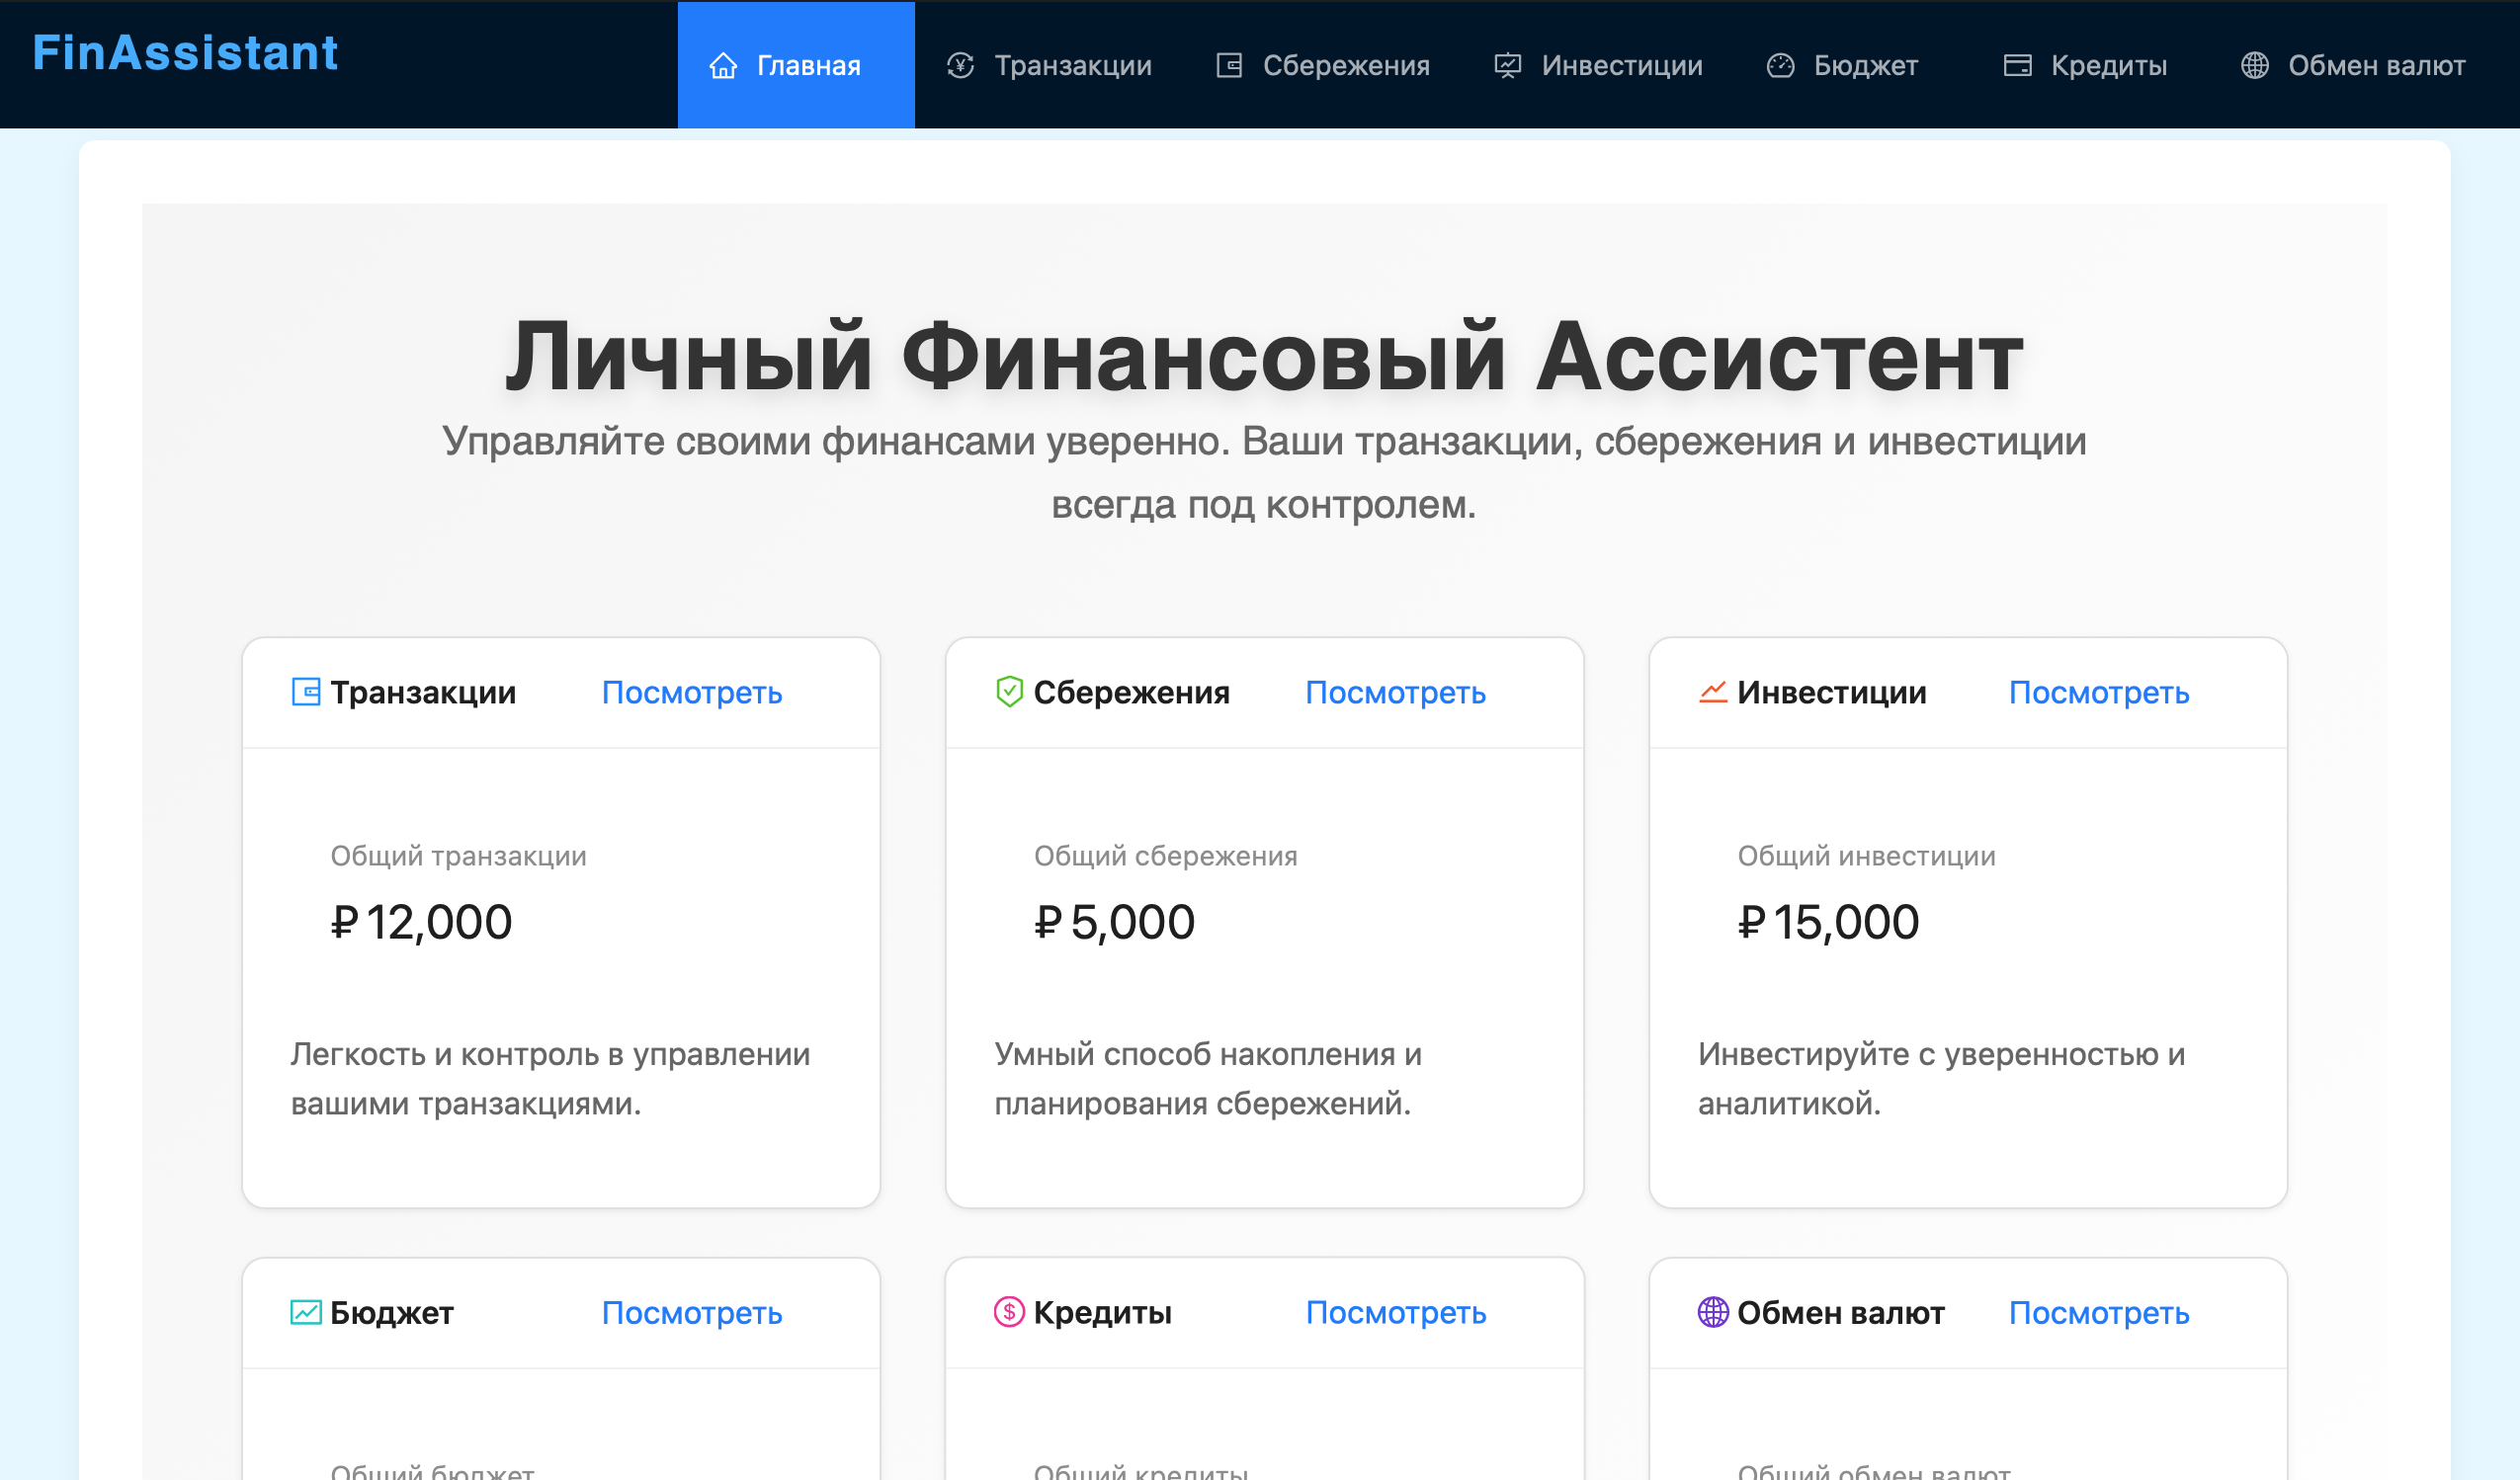 FinAssistant
Главная
Транзакции
Сбережения
Инвестиции
Бюджет
Кредиты
Обмен валют
Личный Финансовый Ассистент
Управляйте своими финансами уверенно. Ваши транзакции, сбережения и инвестиции
всегда под контролем.
Транзакции
Посмотреть
Общий транзакции
₽ 12,000
Легкость и контроль в управлении
вашими транзакциями.
Сбережения
Посмотреть
Общий сбережения
₽ 5,000
Умный способ накопления и
планирования сбережений.
Инвестиции
Посмотреть
Общий инвестиции
₽ 15,000
Инвестируйте с уверенностью и
аналитикой.
Бюджет
Посмотреть
Общий бюджет
Кредиты
Посмотреть
Общий кредиты
Обмен валют
Посмотреть
Общий обмен валют